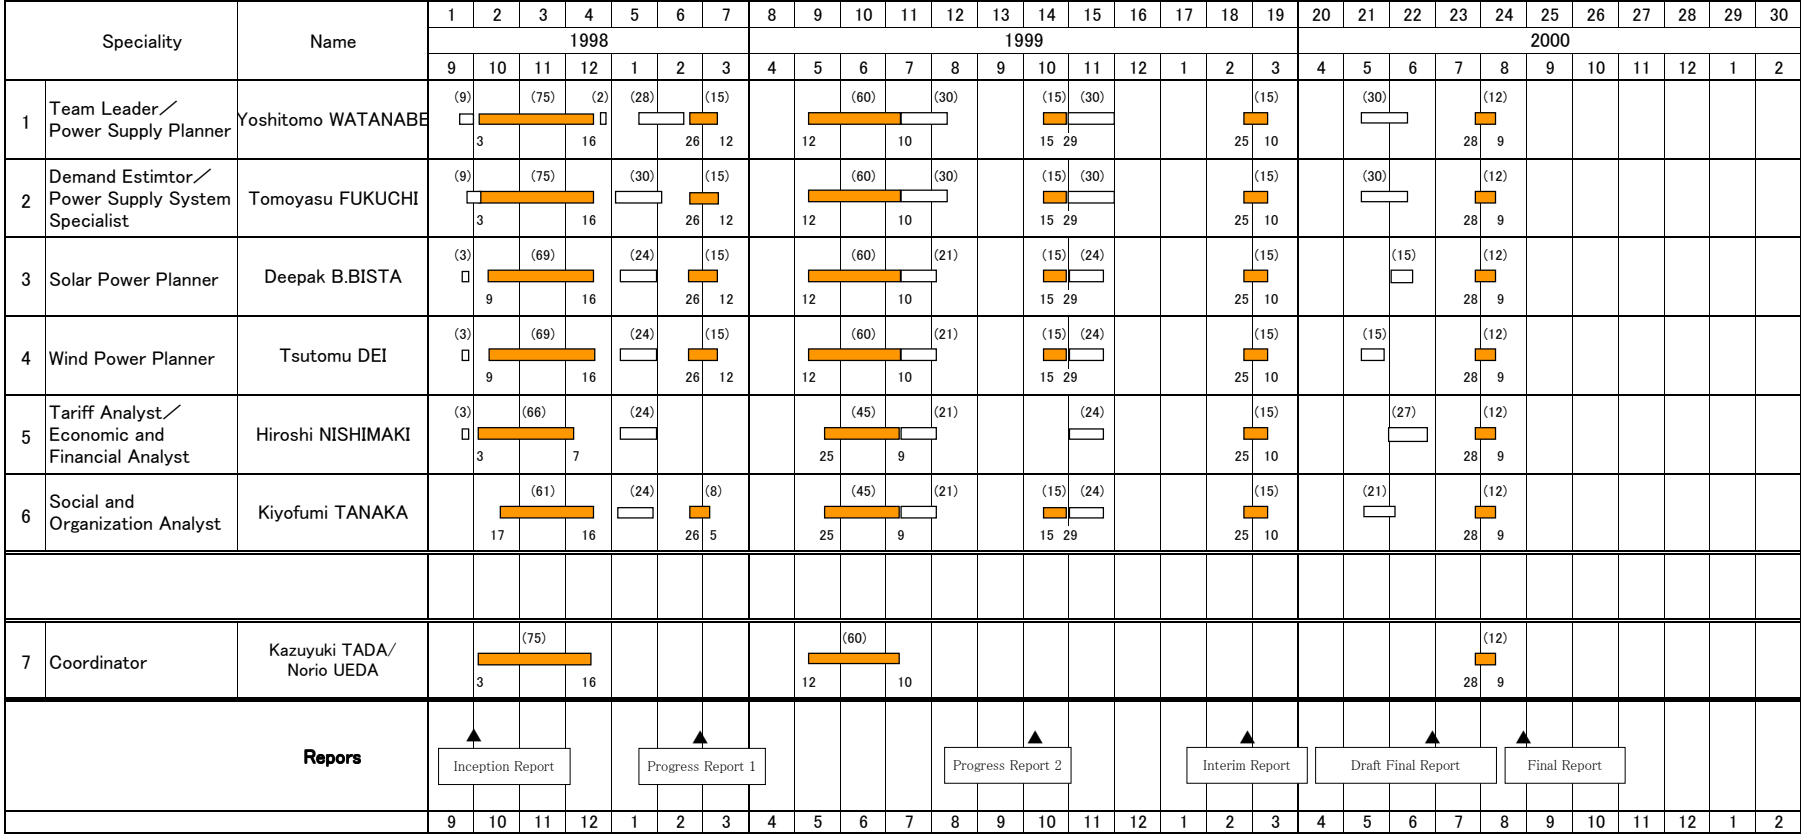 Speciality Name 1 2 3 4 5 6 7 8 9 10 11 12 13 14 15 16 17 18 19 20 21 22 23 24 25 26 27 28 29 30
1998 1999 2000
9 10 11 12 1 2 3 4 5 6 7 8 9 10 11 12 1 2 3 4 5 6 7 8 9 10 11 12 1 2
1 Team Leader／
Power Supply Planner
Yoshitomo WATANABE
(9) (75) (2) (28) (15) (60) (30) (15) (30) (15) (30) (12)
3 16 26 12 12 10 15 29 25 10 28 9
2 Demand Estimtor／
Power Supply System
Specialist
Tomoyasu FUKUCHI
(9) (75) (30) (15) (60) (30) (15) (30) (15) (30) (12)
3 16 26 12 12 10 15 29 25 10 28 9
3 Solar Power Planner
Deepak B.BISTA
(3) (69) (24) (15) (60) (21) (15) (24) (15) (15) (12)
9 16 26 12 12 10 15 29 25 10 28 9
4 Wind Power Planner
Tsutomu DEI
(3) (69) (24) (15) (60) (21) (15) (24) (15) (15) (12)
9 16 26 12 12 10 15 29 25 10 28 9
5 Tariff Analyst／
Economic and
Financial Analyst
Hiroshi NISHIMAKI
(3) (66) (24) (45) (21) (24) (15) (27) (12)
3 7 25 9 25 10 28 9
6 Social and
Organization Analyst
Kiyofumi TANAKA
(61) (24) (8) (45) (21) (15) (24) (15) (21) (12)
17 16 26 5 25 9 15 29 25 10 28 9
7 Coordinator
Kazuyuki TADA/
Norio UEDA
(75) (60) (12)
3 16 12 10 28 9
Repors
Inception Report Progress Report 1 Progress Report 2 Interim Report Draft Final Report Final Report
9 10 11 12 1 2 3 4 5 6 7 8 9 10 11 12 1 2 3 4 5 6 7 8 9 10 11 12 1 2